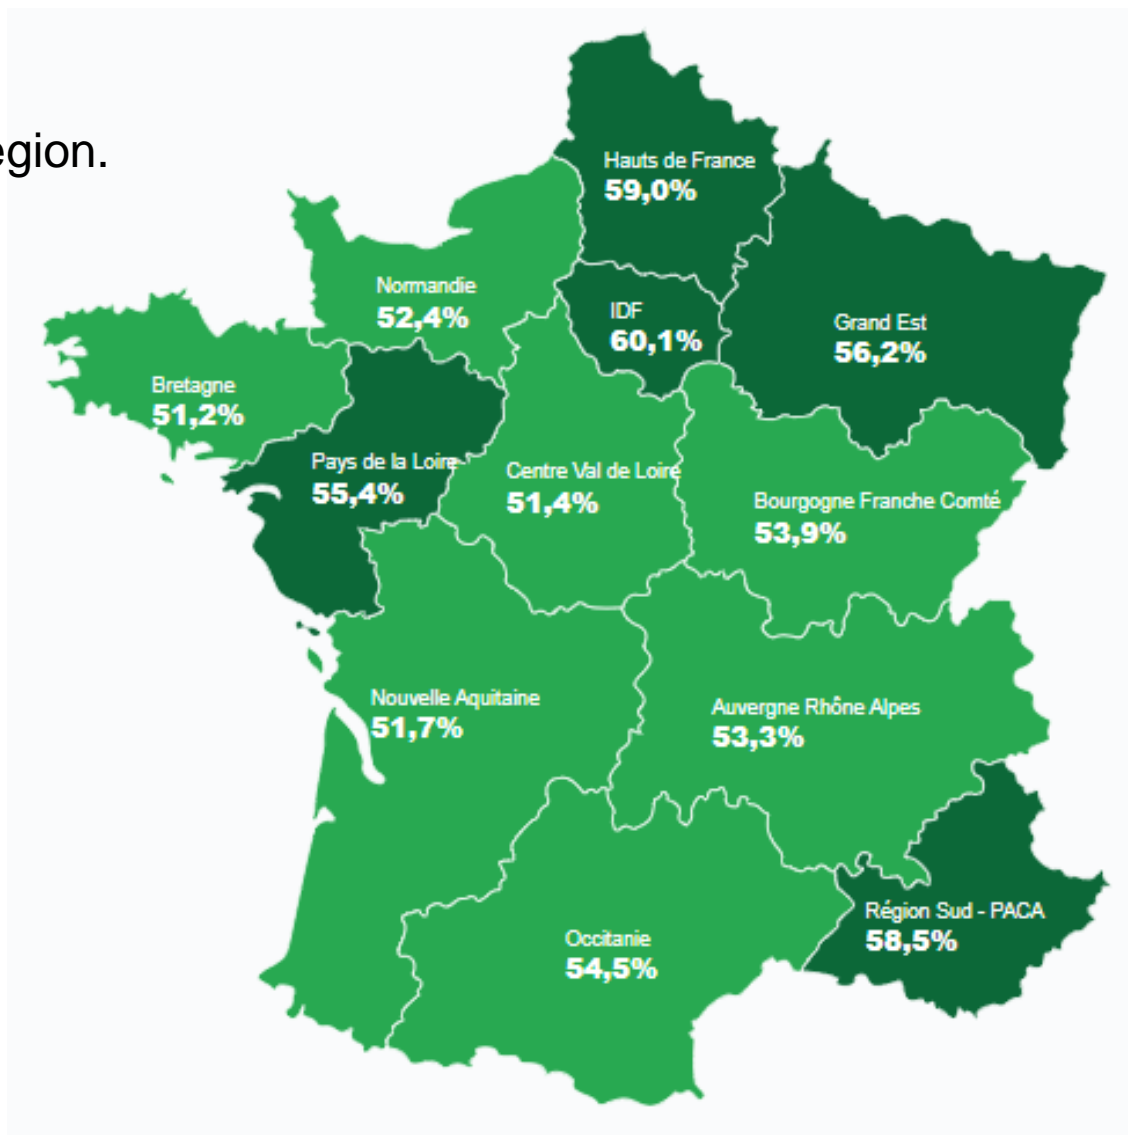 egion.
Hauts de France
59,0%
Normandie
52,4%
IDF
60,1%
Grand Est
56,2%
Bretagne
51,2%
Pays de la Loire
55,4%
Centre Val de Loire
51,4%
Bourgogne Franche Comté
53,9%
Nouvelle Aquitaine
51,7%
Auvergne Rhône Alpes
53,3%
Région Sud - PACA
58,5%
Occitanie
54,5%